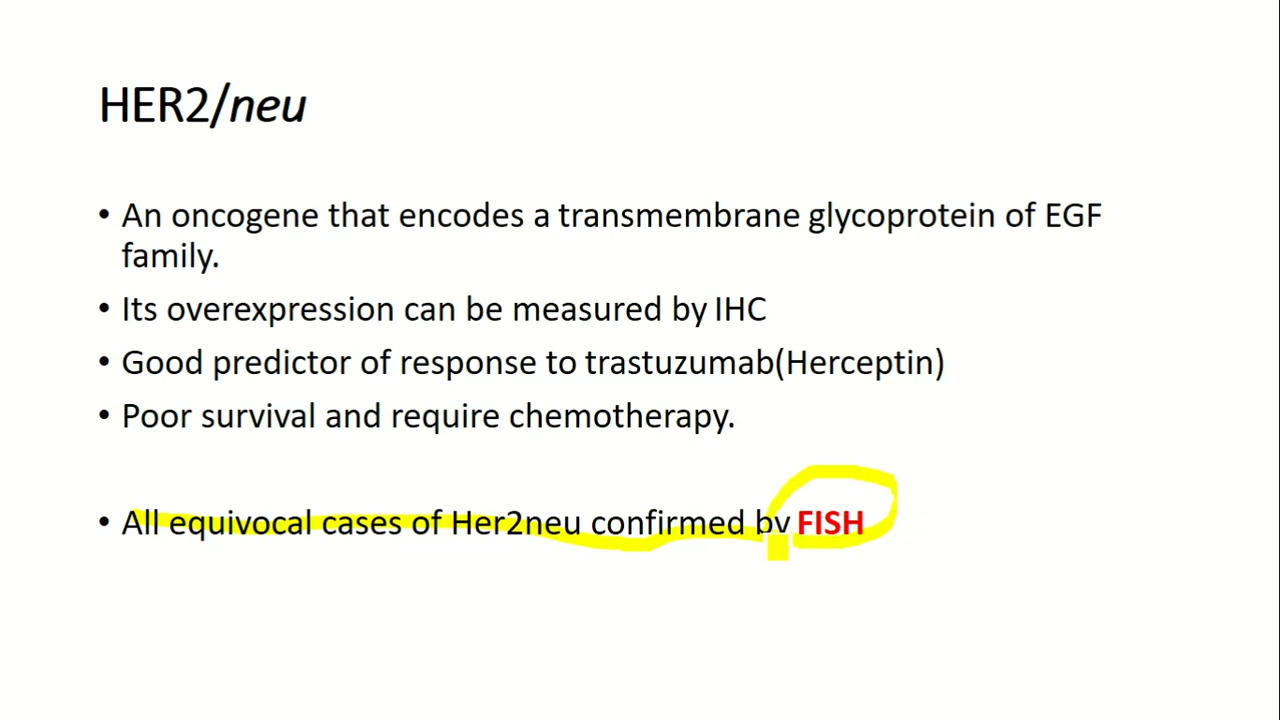 HER2/neu
• An oncogene that encodes a transmembrane glycoprotein of EGF
family.
• Its overexpression can be measured by IHC
• Good predictor of response to trastuzumab(Herceptin)
• Poor survival and require chemotherapy.
• All equivocal cases of Her2neu confirmed by FISH